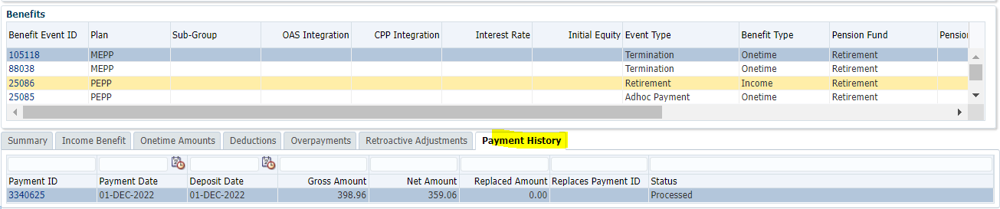 Benefits
Benefit Event ID Plan Sub-Group OAS Integration CPP Integration Interest Rate Initial Equity Event Type Benefit Type Pension Fund Pension
105118 MEPP Termination Onetime Retirement
88038 MEPP Termination Onetime Retirement
25086 PEPP Retirement Income Retirement
25085 PEPP Adhoc Payment Onetime Retirement
Summary Income Benefit Onetime Amounts Deductions Overpayments Retroactive Adjustments Payment History
Payment ID Payment Date Deposit Date Gross Amount Net Amount Replaced Amount Replaces Payment ID Status
3340625 01-DEC-2022 01-DEC-2022 398.96 359.06 0.00 Processed